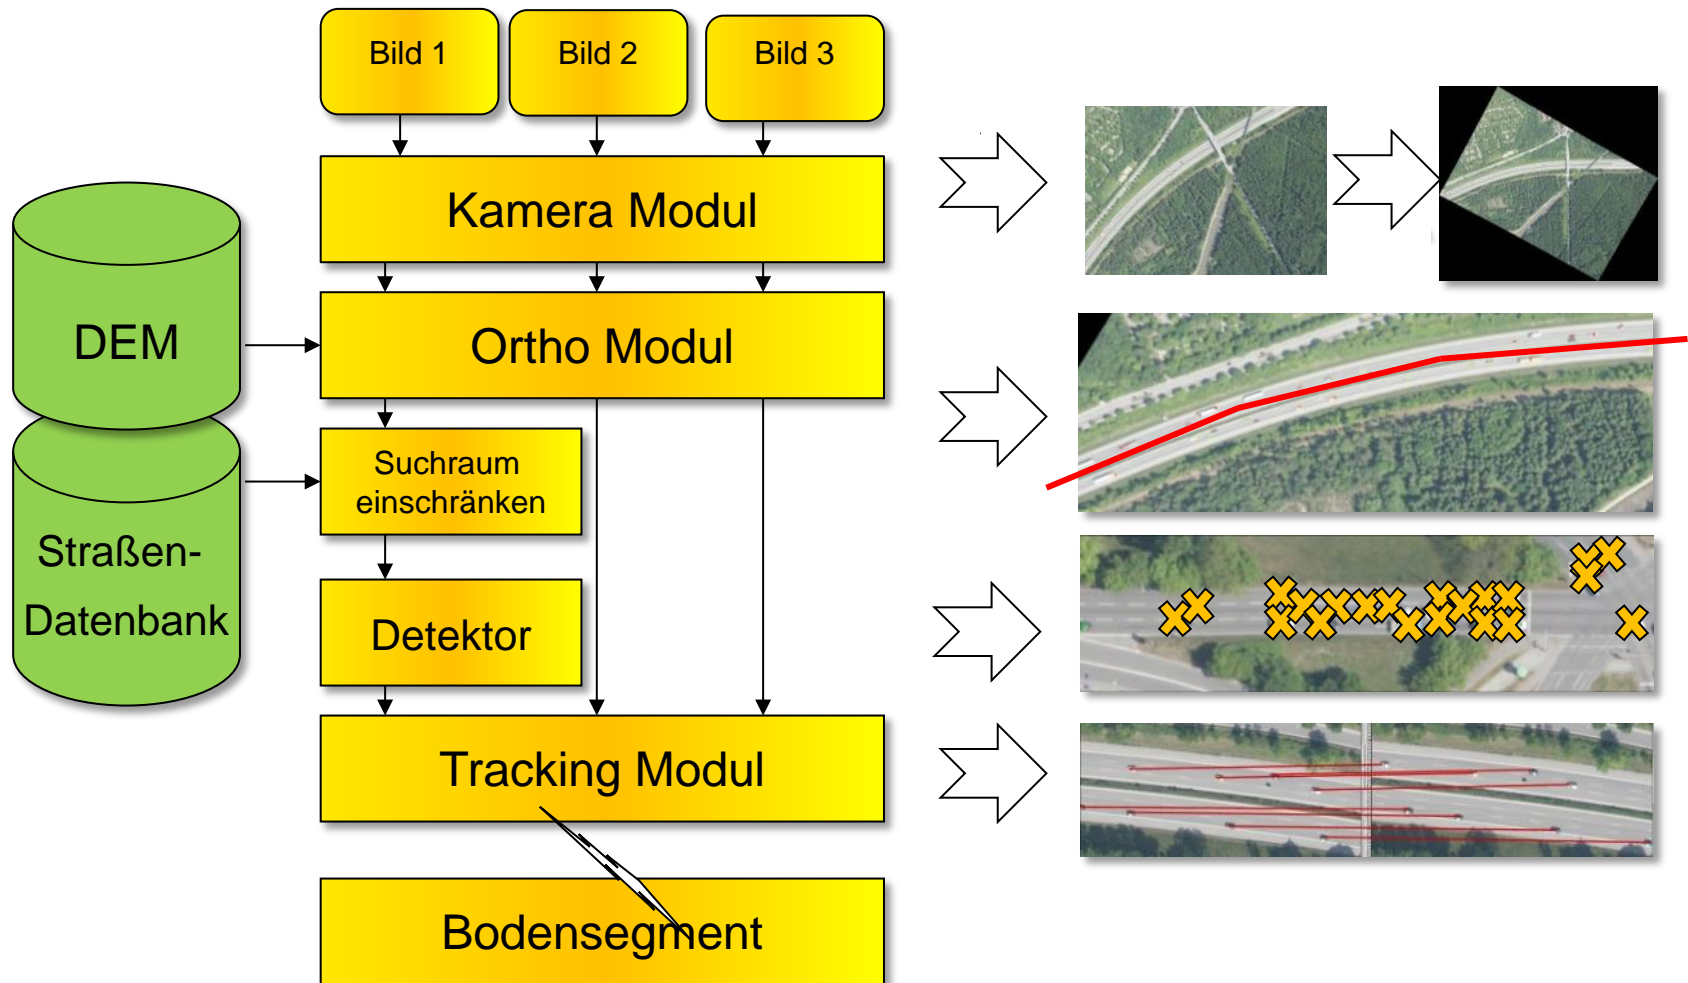 Bild 1
Bild 2
Bild 3
Kamera Modul
DEM
Ortho Modul
Suchraum
einschränken
Straßen-
Datenbank
Detektor
Tracking Modul
Bodensegment